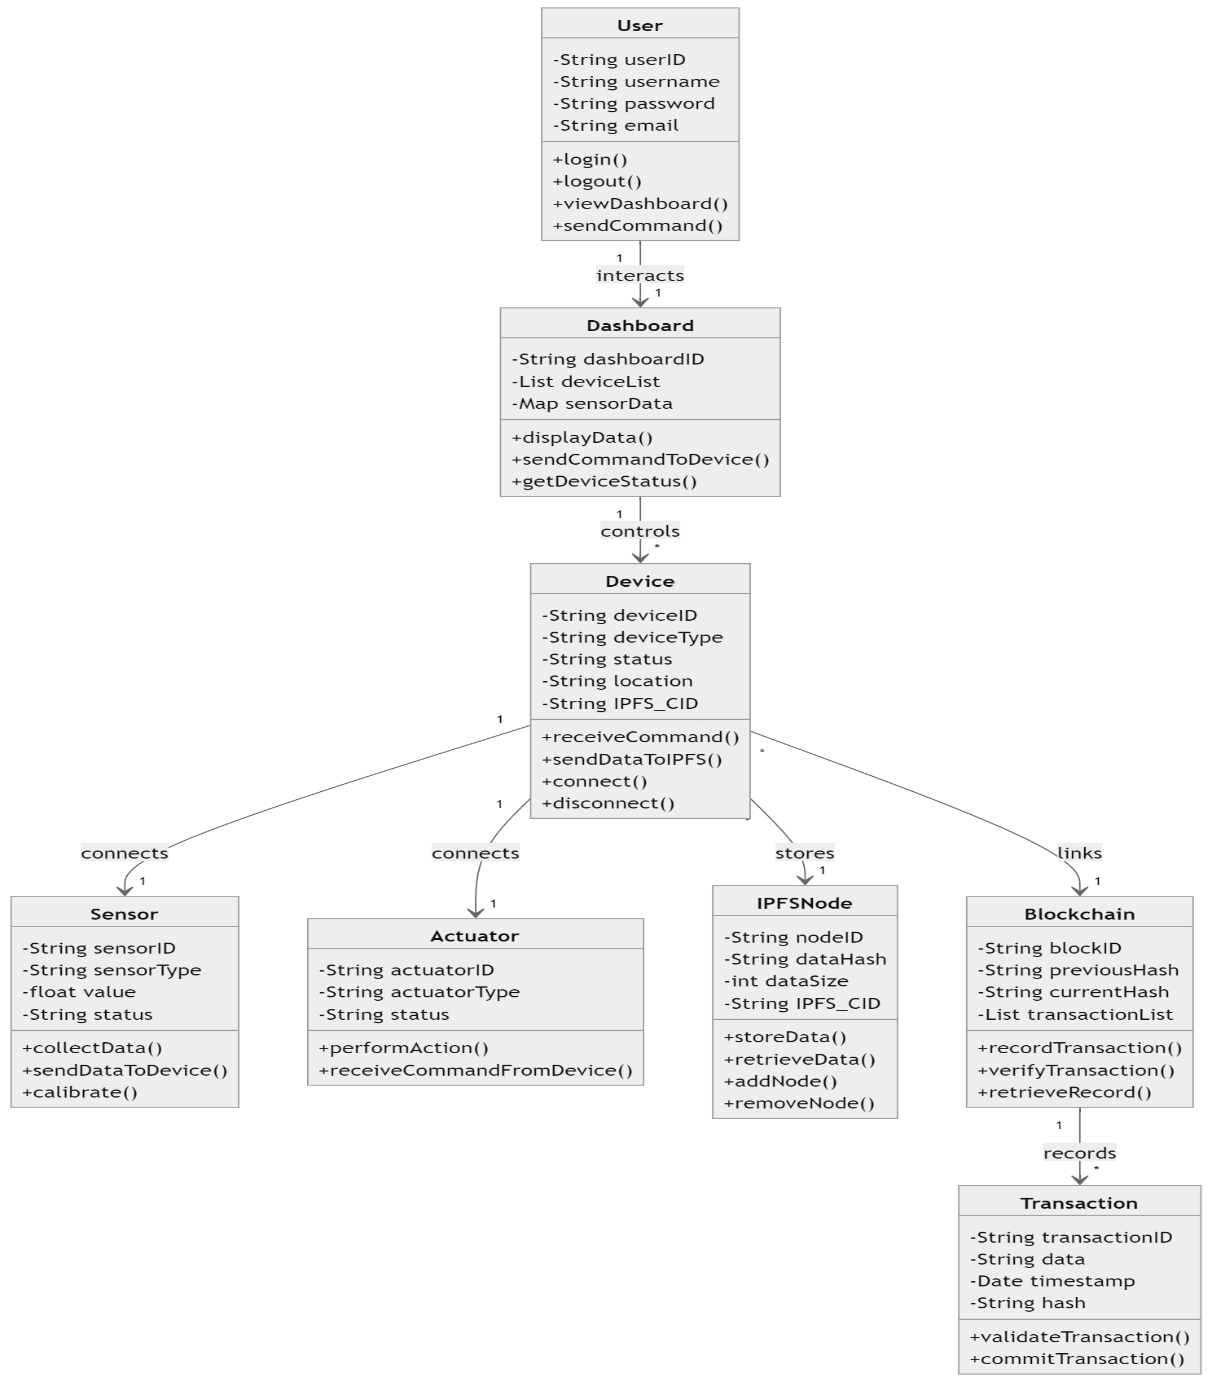 User
-String userID
-String username
-String password
-String email
+login()
+logout()
+viewDashboard()
+sendCommand()
1
interacts
1
Dashboard
-String dashboardID
-List deviceList
-Map sensorData
+displayData()
+sendCommandToDevice()
+getDeviceStatus()
1
controls
*
Device
-String deviceID
-String deviceType
-String status
-String location
-String IPFS_CID
+receiveCommand()
+sendDataToIPFS()
+connect()
+disconnect()
1
connects
1
Sensor
-String sensorID
-String sensorType
-float value
-String status
+collectData()
+sendDataToDevice()
+calibrate()
1
connects
1
Actuator
-String actuatorID
-String actuatorType
-String status
+performAction()
+receiveCommandFromDevice()
*
stores
1
IPFSNode
-String nodeID
-String dataHash
-int dataSize
-String IPFS_CID
+storeData()
+retrieveData()
+addNode()
+removeNode()
*
links
1
Blockchain
-String blockID
-String previousHash
-String currentHash
-List transactionList
+recordTransaction()
+verifyTransaction()
+retrieveRecord()
1
records
*
Transaction
-String transactionID
-String data
-Date timestamp
-String hash
+validateTransaction()
+commitTransaction()